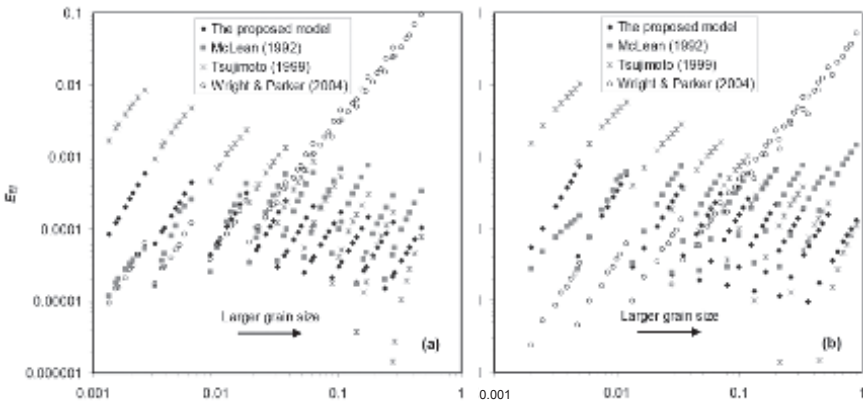 0.1
0.01
0.001
0.0001
0.00001
0.000001
The proposed model
McLean (1992)
Tsujimoto (1999)
Wright & Parker (2004)
Larger grain size
(a)
0.001
0.01
0.1
1
The proposed model
McLean (1992)
Tsujimoto (1999)
Wright & Parker (2004)
Larger grain size
(b)
0.001
0.01
0.1
1